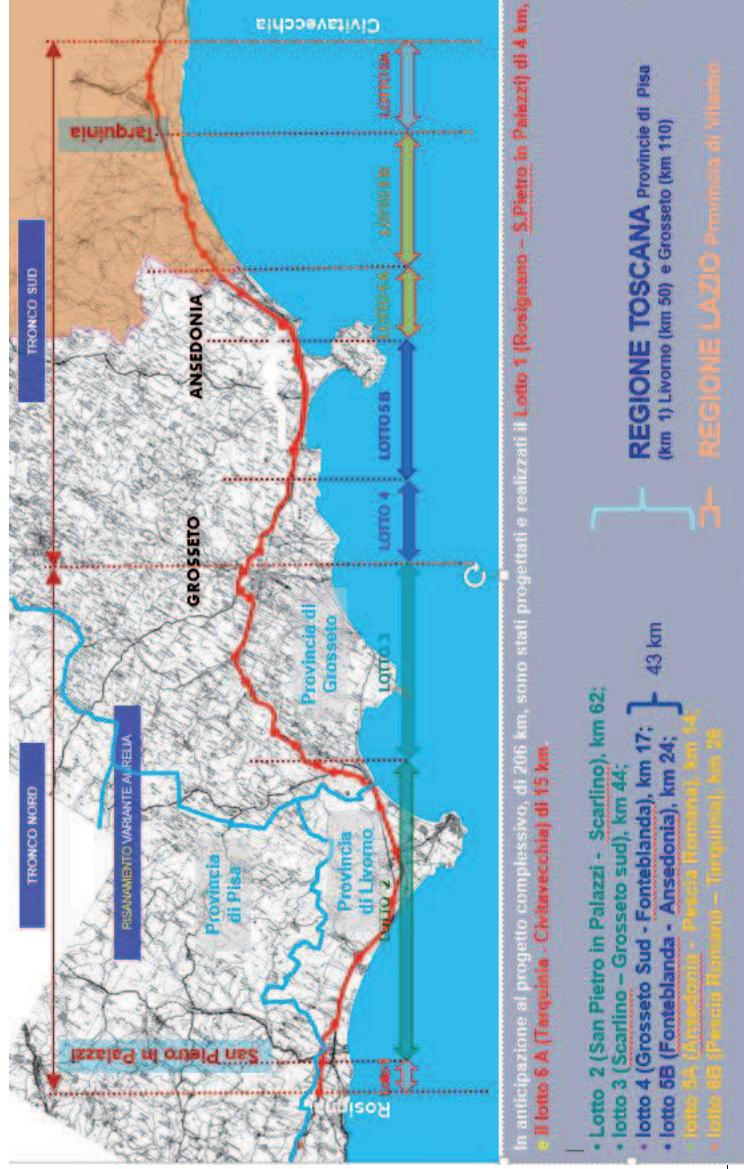 TRONCO NORD
TRONCO SUD
RISANAMENTO VARIANTE AURELIA
Provincia
di Pisa
Provincia
di Livorno
Provincia di
Grosseto
GROSSETO
ANSEDONIA
San Pietro in Palazzi
Tarquinia
Rosigna
Civitavecchia
LOTTO 2
LOTTO 3
LOTTO 4
LOTTO 5B
In anticipazione al progetto complessivo, di 206 km, sono stati progettati e realizzati il Lotto 1 (Rosignano – S.Pietro in Palazzi) di 4 km,
e il lotto 6 A (Tarquinia - Civitavecchia) di 15 km.
• Lotto 2 (San Pietro in Palazzi - Scarlino), km 62;
• lotto 3 (Scarlino – Grosseto sud), km 44;
• lotto 4 (Grosseto Sud - Fonteblanda), km 17;
• lotto 5B (Fonteblanda - Ansedonia), km 24;
43 km
• lotto 5A (Ansedonia - Pescia Romana), km 14;
• lotto 6B (Pescia Romana – Tarquinia), km 26
REGIONE TOSCANA Provincie di Pisa
(km 1) Livorno (km 50) e Grosseto (km 110)
REGIONE LAZIO Provincia di Viterbo